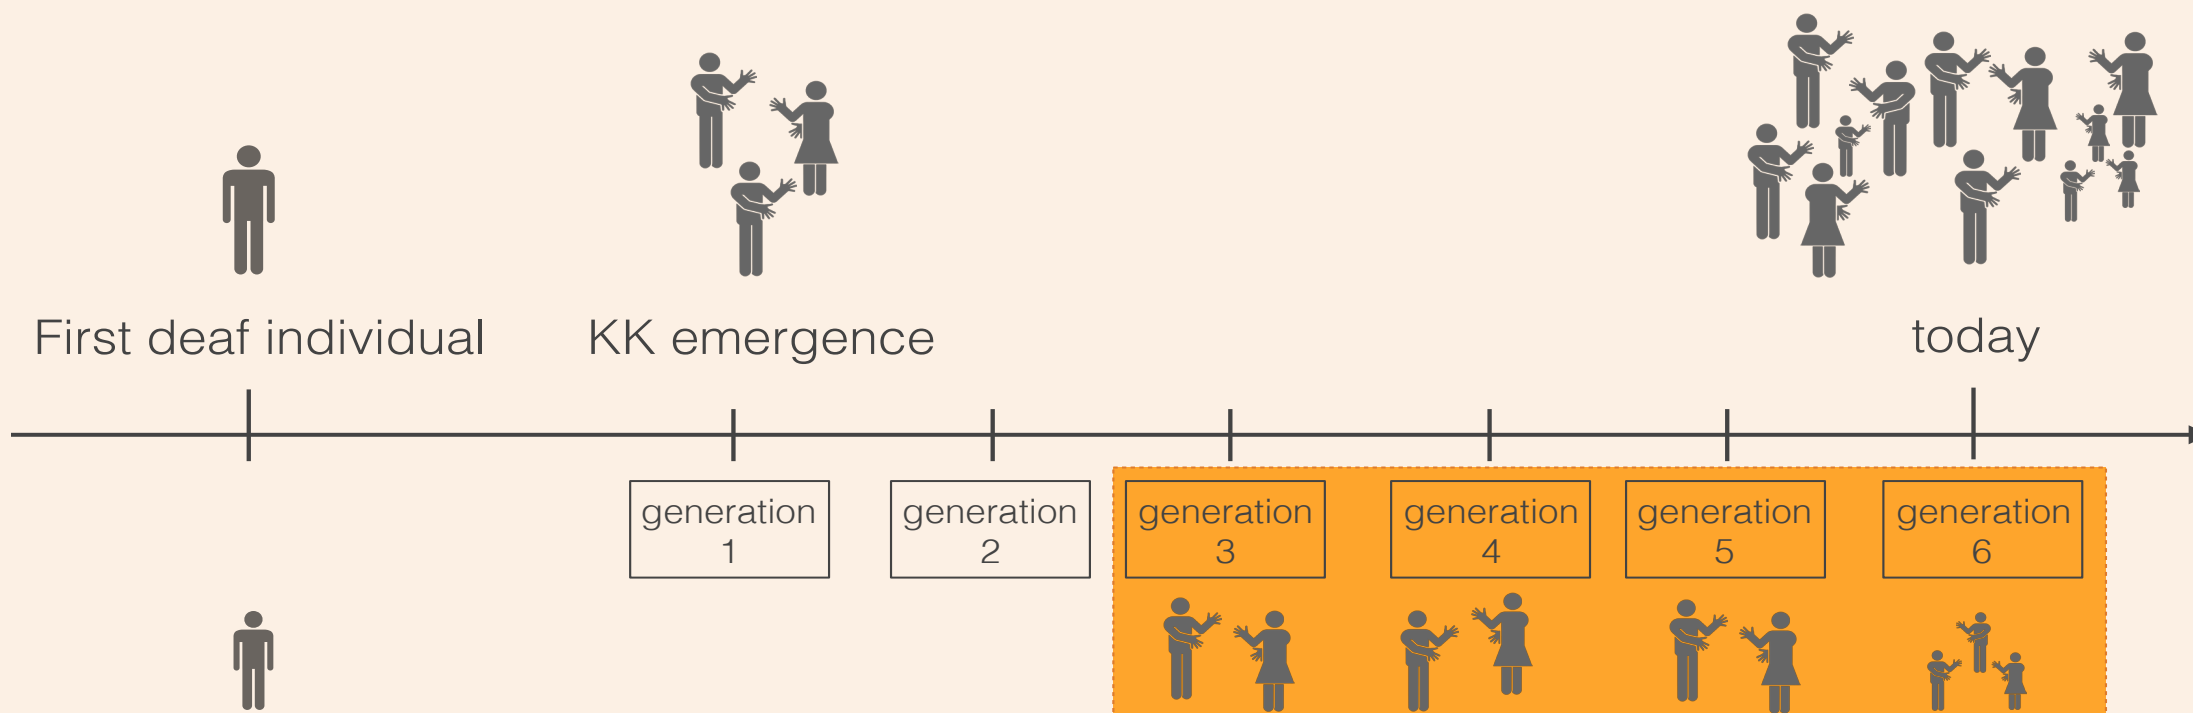 First deaf individual
KK emergence
today
generation
1
generation
2
generation
3
generation
4
generation
5
generation
6